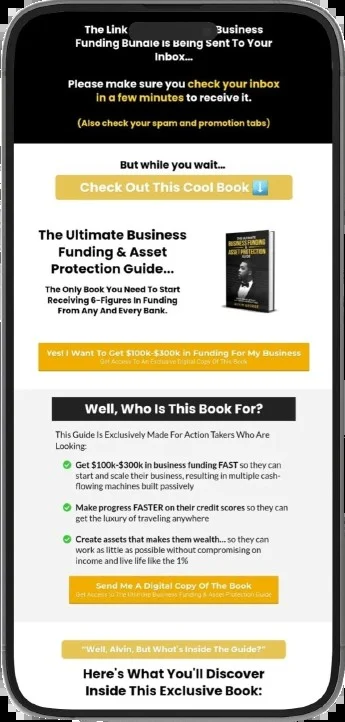 The Link Business
Funding Bundle Is Being Sent To Your
Inbox...
Please make sure you check your inbox
in a few minutes to receive it.
(Also check your spam and promotion tabs)
But while you wait...
Check Out This Cool Book ⬇️
The Ultimate Business
Funding & Asset
Protection Guide...
The Only Book You Need To Start
Receiving 6-Figures In Funding
From Any And Every Bank.
THE ULTIMATE
BUSINESS FUNDING
& ASSET PROTECTION
GUIDE
Yes! I Want To Get $100k-$300k in Funding For My Business
Get Access To An Exclusive Digital Copy Of This Book
Well, Who Is This Book For?
This Guide Is Exclusively Made For Action Takers Who Are
Looking:
Get $100k-$300k in business funding FAST so they can
start and scale their business, resulting in multiple cash-
flowing machines built passively
Make progress FASTER on their credit scores so they can
get the luxury of traveling anywhere
Create assets that makes them wealth... so they can
work as little as possible without compromising on
income and live life like the 1%
Send Me A Digital Copy Of The Book
Get Access To The Ultimate Business Funding & Asset Protection Guide
"Well, Alvin, But What's Inside The Guide?"
Here's What You'll Discover
Inside This Exclusive Book: